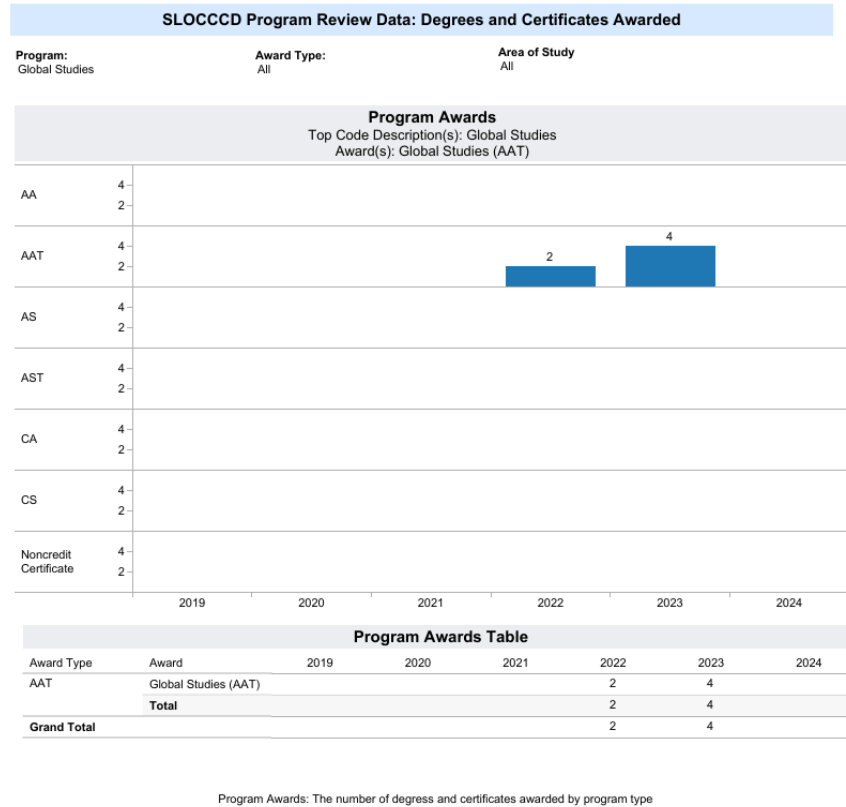 SLOCCCD Program Review Data: Degrees and Certificates Awarded
Program: Award Type: Area of Study
Global Studies All All
Program Awards
Top Code Description(s): Global Studies
Award(s): Global Studies (AAT)
AA 4
2
AAT 4 2 4
2
AS 4
2
AST 4
2
CA 4
2
CS 4
2
Noncredit Certificate 4
2
2019 2020 2021 2022 2023 2024
Program Awards Table
Award Type Award 2019 2020 2021 2022 2023 2024
AAT Global Studies (AAT) 2 4
Total 2 4
Grand Total 2 4
Program Awards: The number of degress and certificates awarded by program type